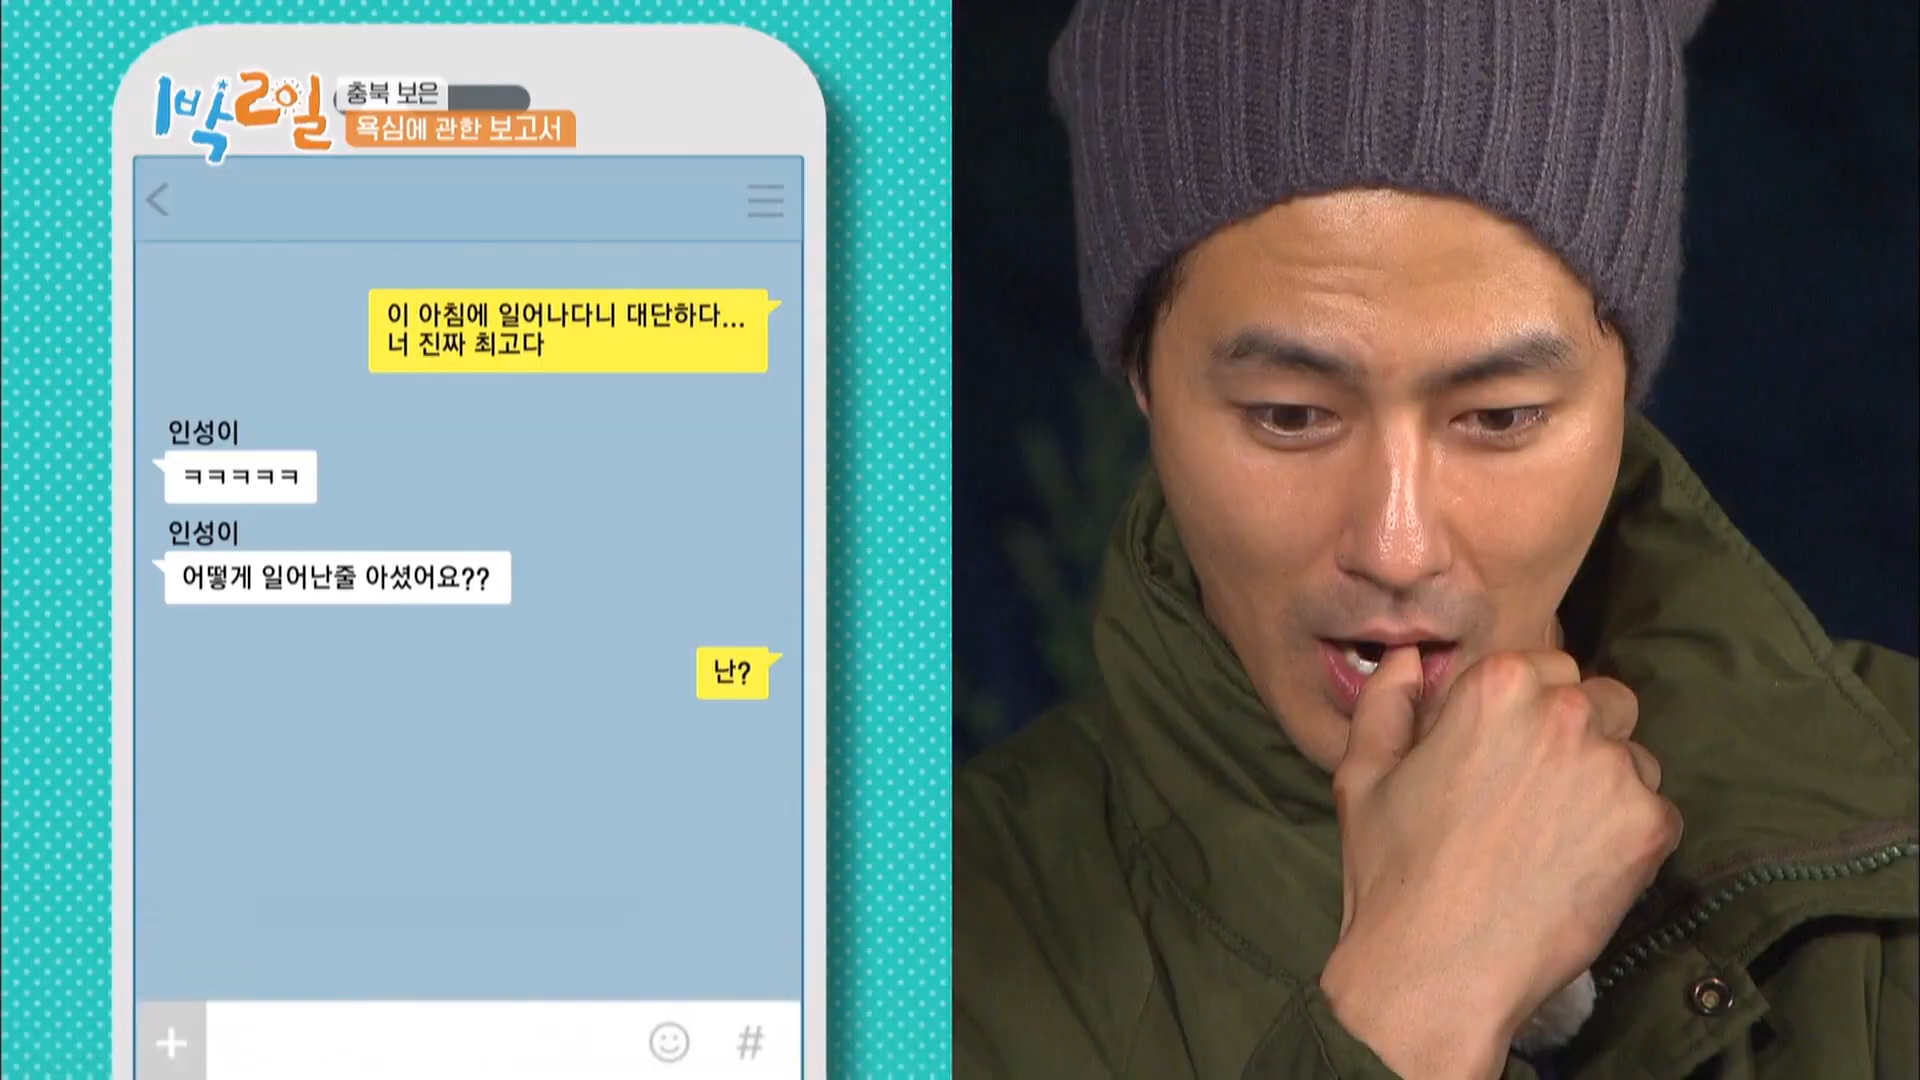 1박2일
충북 보은
욕심에 관한 보고서
이 아침에 일어나다니 대단하다...
너 진짜 최고다
인성이
ㅋㅋㅋㅋㅋ
인성이
어떻게 일어난줄 아셨어요??
난?
+
#